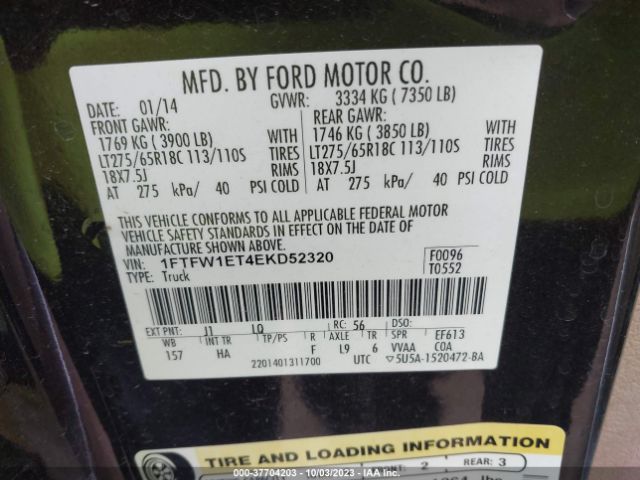 MFD. BY FORD MOTOR CO.
DATE: 01/14 GVWR: 3334 KG ( 7350 LB)
FRONT GAWR: REAR GAWR:
1769 KG ( 3900 LB) WITH 1746 KG ( 3850 LB) WITH
LT275/65R18C 113/110S TIRES LT275/65R18C 113/110S TIRES
18X7.5J RIMS 18X7.5J RIMS
AT 275 kPa/ 40 PSI COLD AT 275 kPa/ 40 PSI COLD
THIS VEHICLE CONFORMS TO ALL APPLICABLE FEDERAL MOTOR
VEHICLE SAFETY STANDARDS IN EFFECT ON THE DATE OF
MANUFACTURE SHOWN ABOVE.
VIN: 1FTFW1ET4EKD52320 F0096
TYPE: Truck T0552
EXT PNT: J1 LQ RC: 56 DSO:
WB INT TR TP/PS R AXLE TR SPR EF613
157 HA F L9 6 VVAA COA
2201401311700 UTC 5U5A-1520472-BA
TIRE AND LOADING INFORMATION
2 REAR: 3
000-37704203 - 10/03/2023 - IAA Inc.